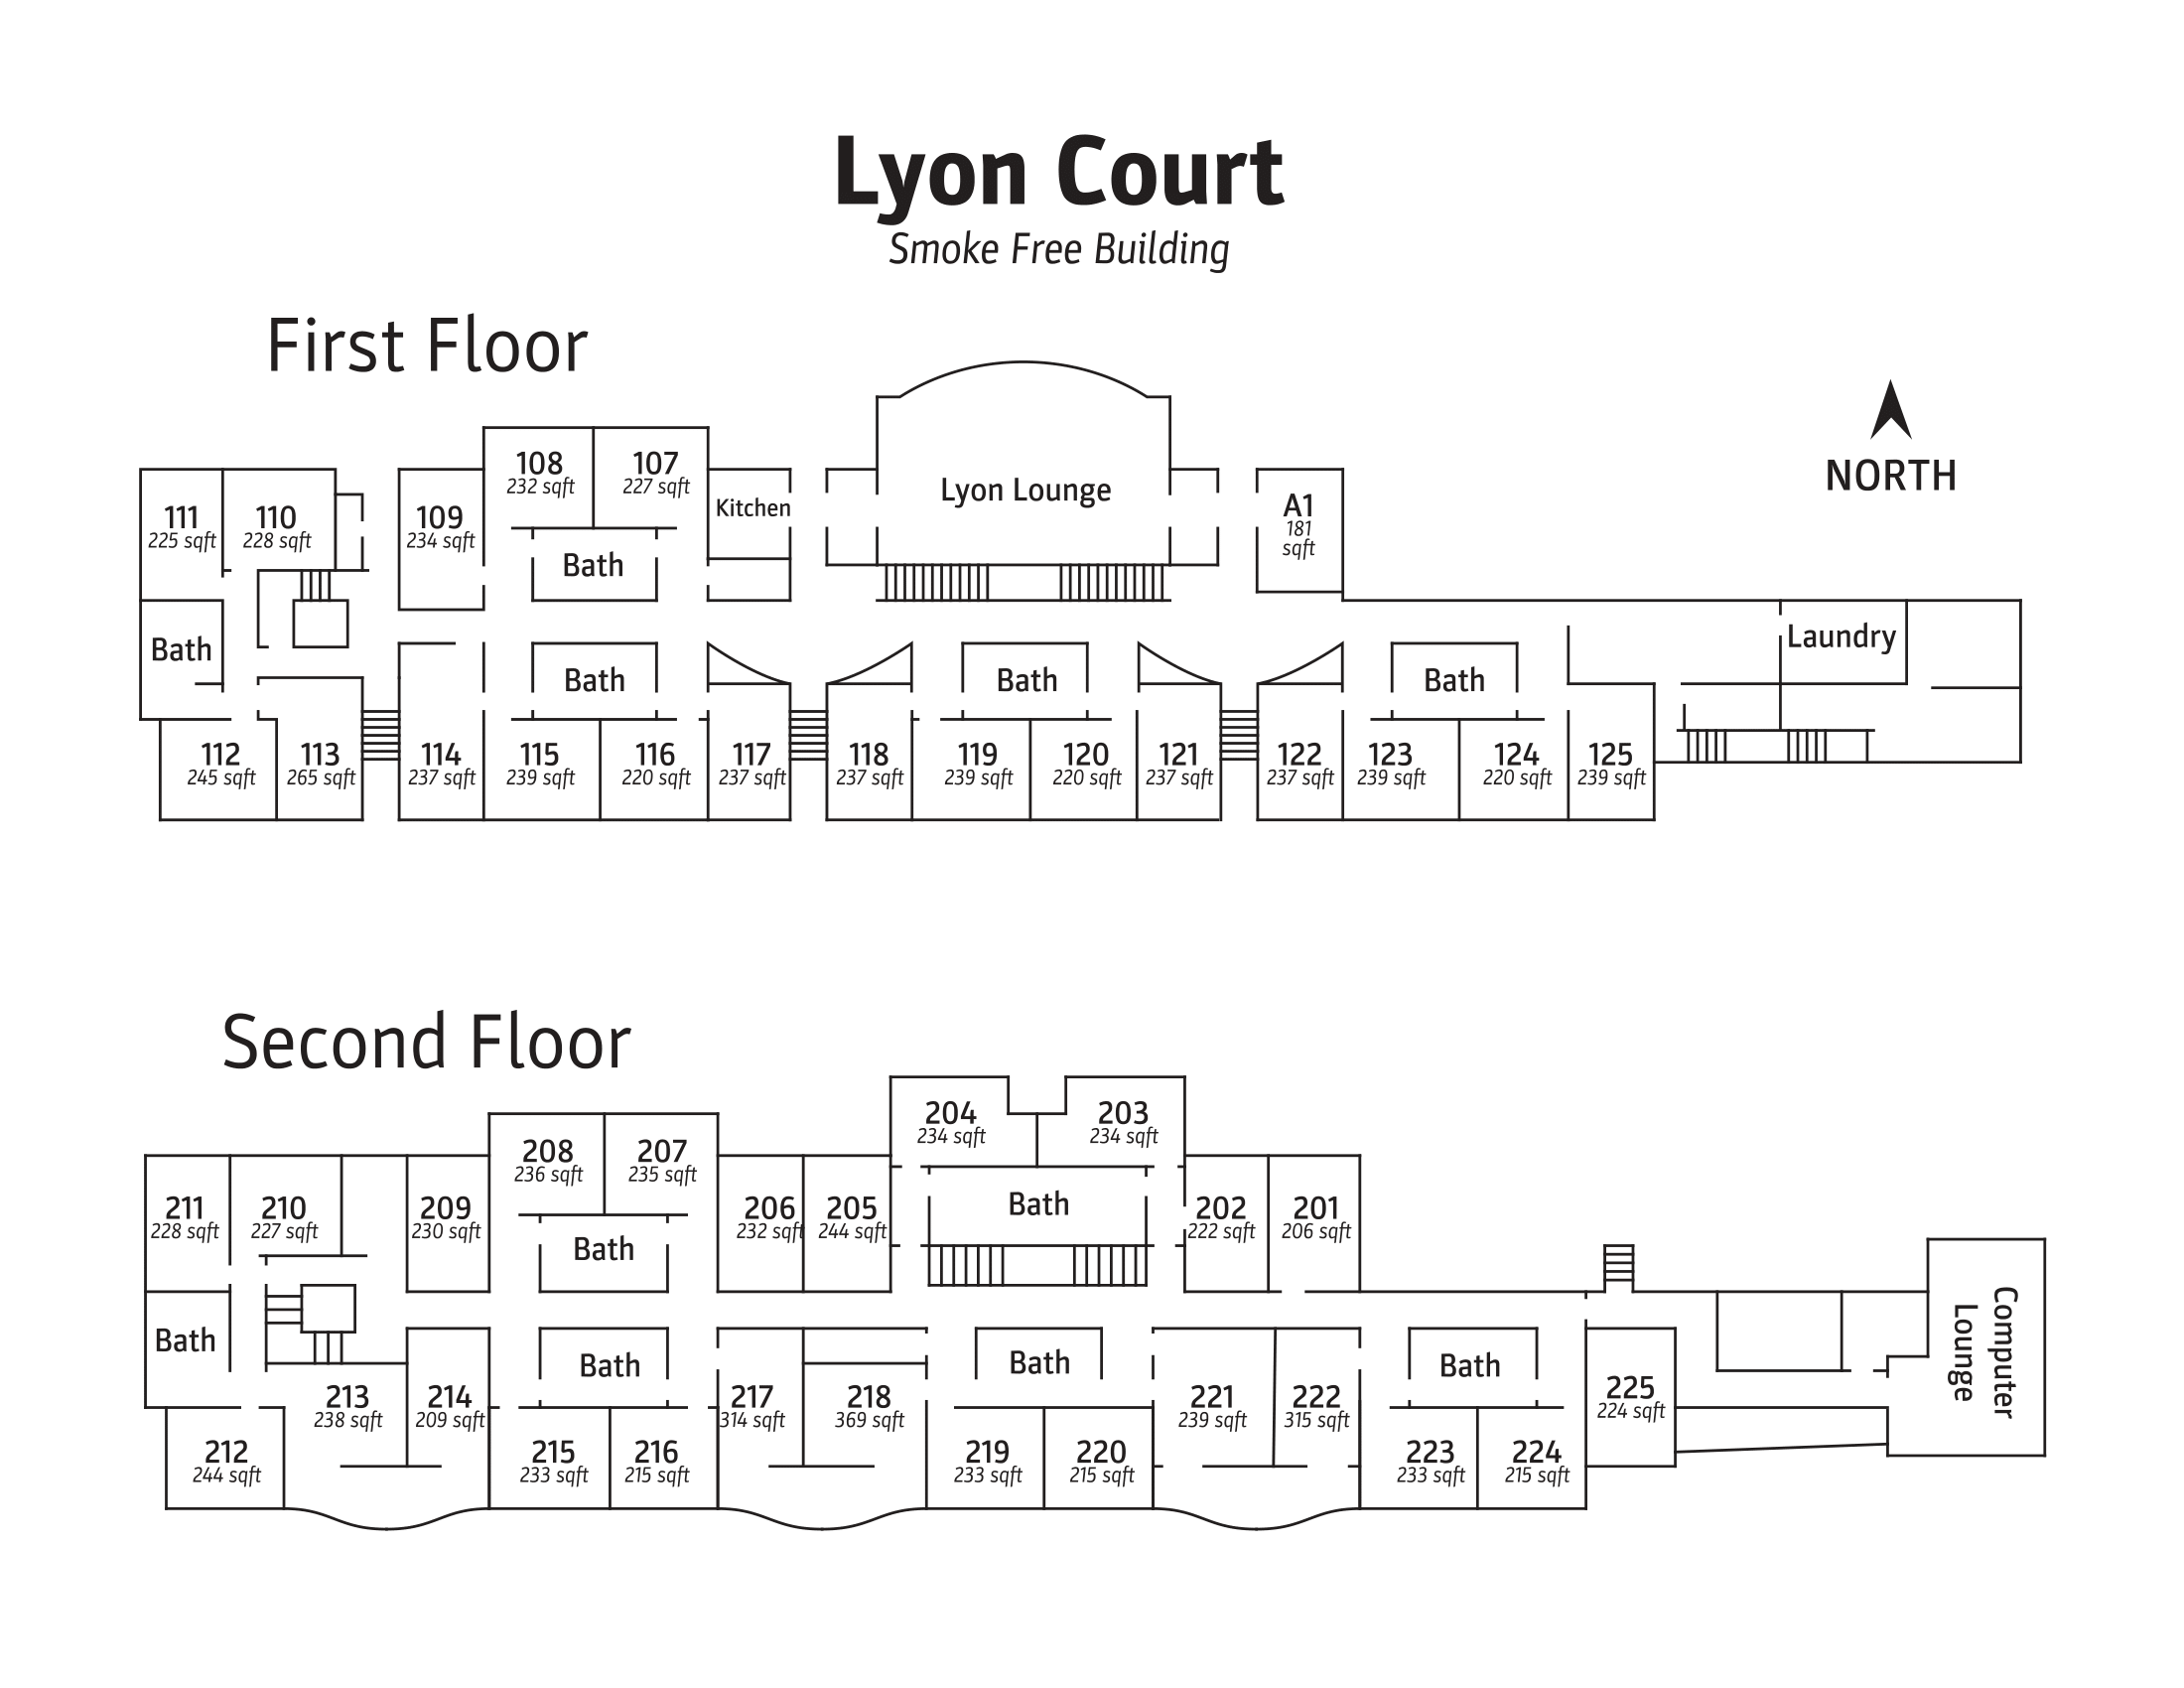 Lyon Court
Smoke Free Building
First Floor
NORTH
108
232 sqft
107
227 sqft
Kitchen
Lyon Lounge
A1
181
sqft
111
225 sqft
110
228 sqft
109
234 sqft
Bath
Bath
Bath
Bath
Bath
Laundry
112
245 sqft
113
265 sqft
114
237 sqft
115
239 sqft
116
220 sqft
117
237 sqft
118
237 sqft
119
239 sqft
120
220 sqft
121
237 sqft
122
237 sqft
123
239 sqft
124
220 sqft
125
239 sqft
Second Floor
204
234 sqft
203
234 sqft
208
236 sqft
207
235 sqft
211
228 sqft
210
227 sqft
209
230 sqft
206
232 sqft
205
244 sqft
Bath
202
222 sqft
201
206 sqft
Bath
Bath
Bath
Bath
Bath
Computer
Lounge
213
238 sqft
214
209 sqft
217
314 sqft
218
369 sqft
221
239 sqft
222
315 sqft
225
224 sqft
212
244 sqft
215
233 sqft
216
215 sqft
219
233 sqft
220
215 sqft
223
233 sqft
224
215 sqft